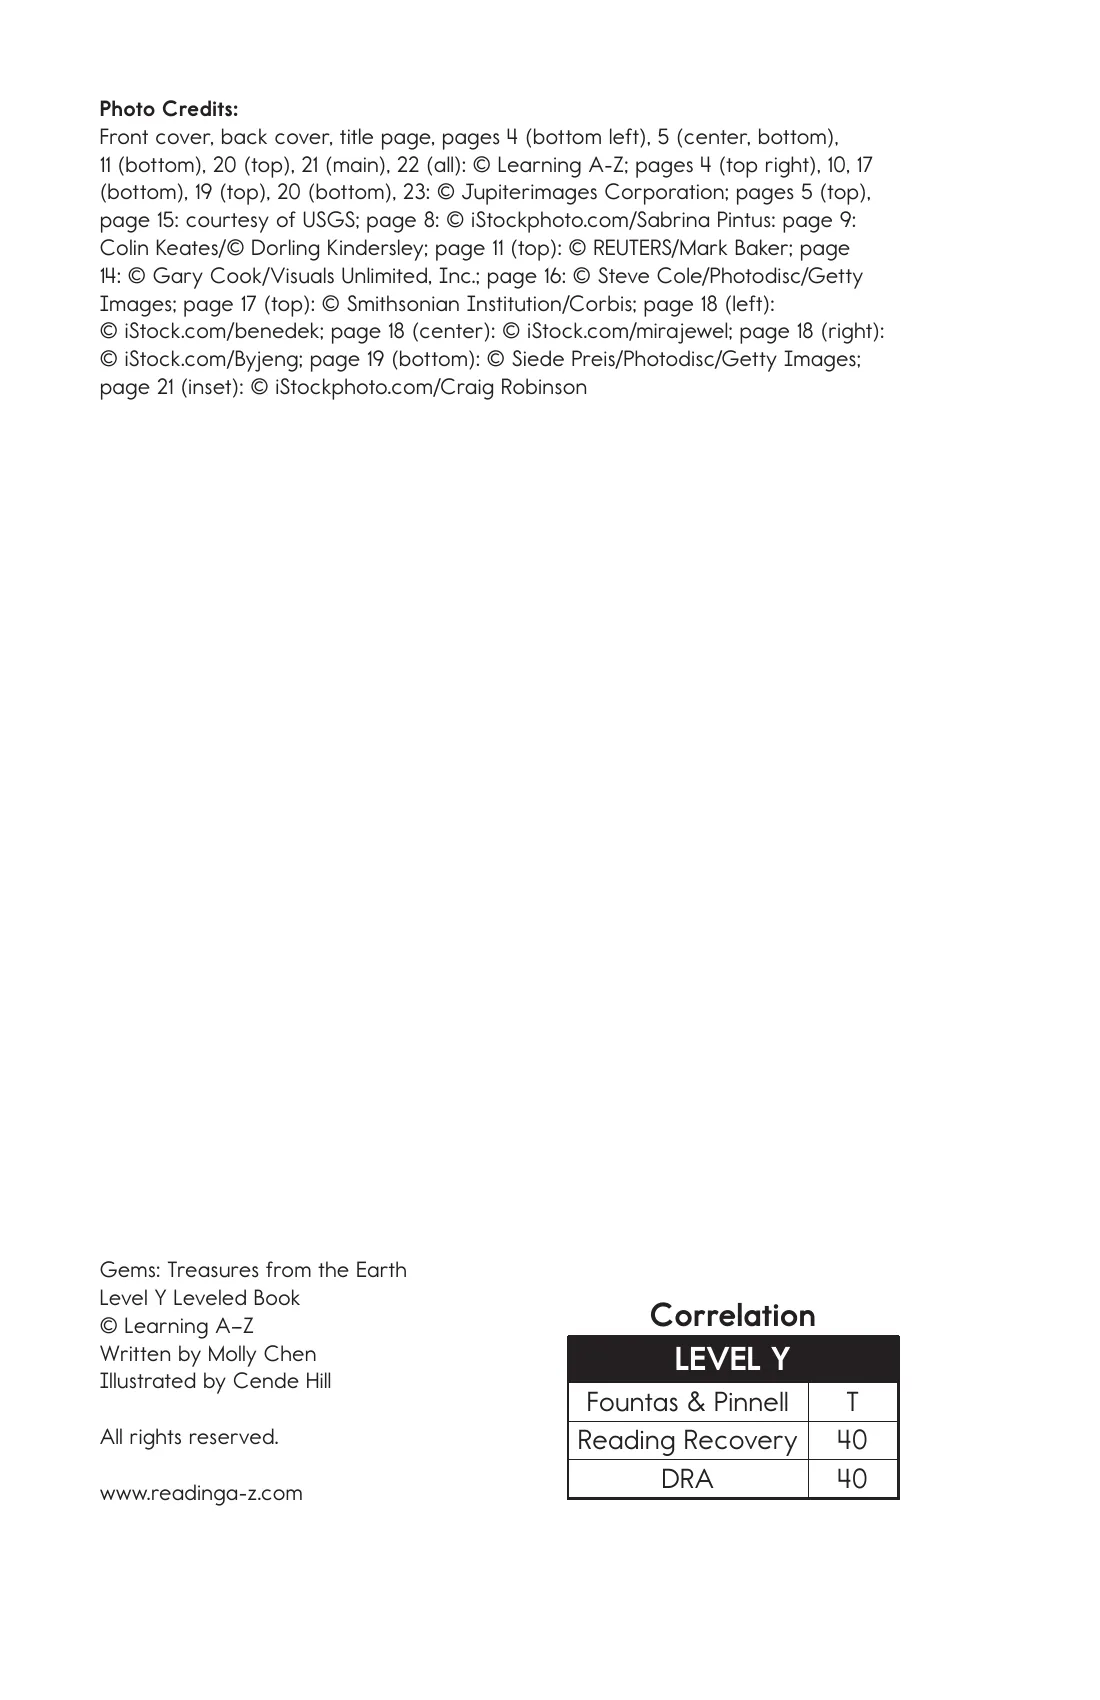 Photo Credits:
Front cover, back cover, title page, pages 4 (bottom left), 5 (center, bottom),
11 (bottom), 20 (top), 21 (main), 22 (all): © Learning A-Z; pages 4 (top right), 10, 17
(bottom), 19 (top), 20 (bottom), 23: © Jupiterimages Corporation; pages 5 (top),
page 15: courtesy of USGS; page 8: © iStockphoto.com/Sabrina Pintus: page 9:
Colin Keates/© Dorling Kindersley; page 11 (top): © REUTERS/Mark Baker; page
14: © Gary Cook/Visuals Unlimited, Inc.; page 16: © Steve Cole/Photodisc/Getty
Images; page 17 (top): © Smithsonian Institution/Corbis; page 18 (left):
© iStock.com/benedek; page 18 (center): © iStock.com/mirajewel; page 18 (right):
© iStock.com/Byjeng; page 19 (bottom): © Siede Preis/Photodisc/Getty Images;
page 21 (inset): © iStockphoto.com/Craig Robinson
Gems: Treasures from the Earth
Level Y Leveled Book
© Learning A–Z
Written by Molly Chen
Illustrated by Cende Hill
All rights reserved.
www.readinga-z.com
Correlation
LEVEL Y
Fountas & Pinnell T
Reading Recovery 40
DRA 40